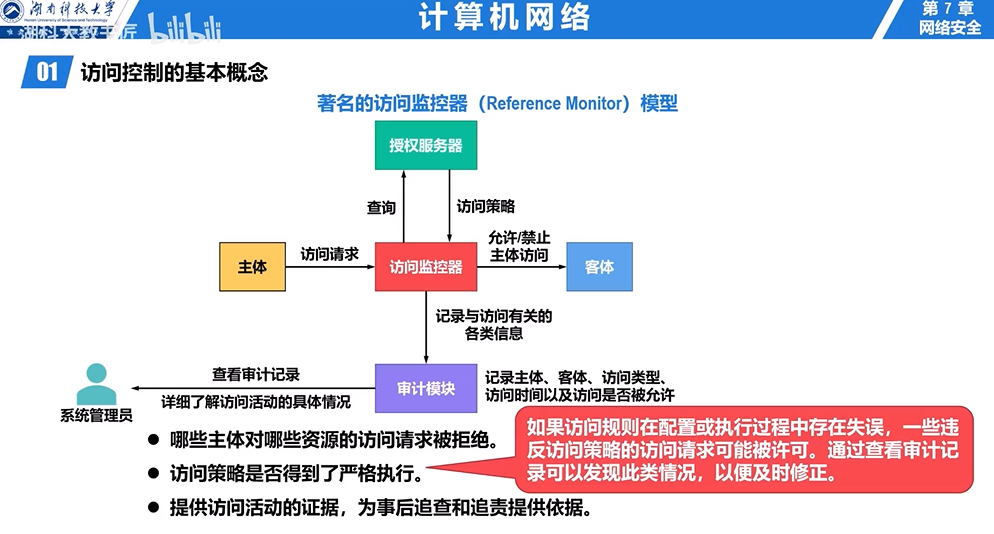 湖南科技大学
Hunan University of Science and Technology
湖科大教书匠 bilibili
计算机网络
第 7 章
网络安全
01 访问控制的基本概念
著名的访问监控器（Reference Monitor）模型
授权服务器
查询
访问策略
主体
访问请求
访问监控器
允许/禁止
主体访问
客体
记录与访问有关的
各类信息
系统管理员
查看审计记录
详细了解访问活动的具体情况
审计模块
记录主体、客体、访问类型、
访问时间以及访问是否被允许
● 哪些主体对哪些资源的访问请求被拒绝。
● 访问策略是否得到了严格执行。
● 提供访问活动的证据，为事后追查和追责提供依据。
如果访问规则在配置或执行过程中存在失误，一些违
反访问策略的访问请求可能被许可。通过查看审计记
录可以发现此类情况，以便及时修正。